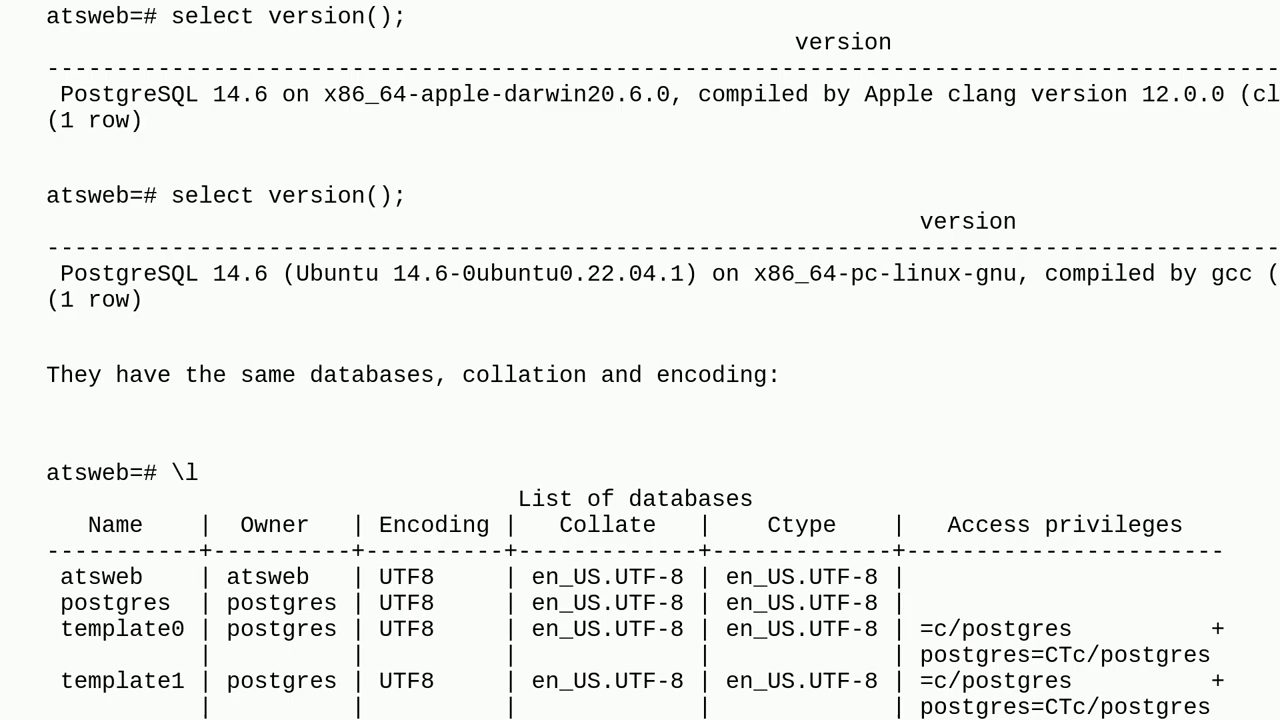 atsweb=# select version();
version
------------------------------------------------------------------------------------------
PostgreSQL 14.6 on x86_64-apple-darwin20.6.0, compiled by Apple clang version 12.0.0 (cl
(1 row)
atsweb=# select version();
version
------------------------------------------------------------------------------------------
PostgreSQL 14.6 (Ubuntu 14.6-0ubuntu0.22.04.1) on x86_64-pc-linux-gnu, compiled by gcc (
(1 row)
They have the same databases, collation and encoding:
atsweb=# \l
List of databases
Name | Owner | Encoding | Collate | Ctype | Access privileges
-----------+----------+----------+-------------+-------------+-----------------------
atsweb | atsweb | UTF8 | en_US.UTF-8 | en_US.UTF-8 |
postgres | postgres | UTF8 | en_US.UTF-8 | en_US.UTF-8 |
template0 | postgres | UTF8 | en_US.UTF-8 | en_US.UTF-8 | =c/postgres +
| | | | | postgres=CTc/postgres
template1 | postgres | UTF8 | en_US.UTF-8 | en_US.UTF-8 | =c/postgres +
| | | | | postgres=CTc/postgres